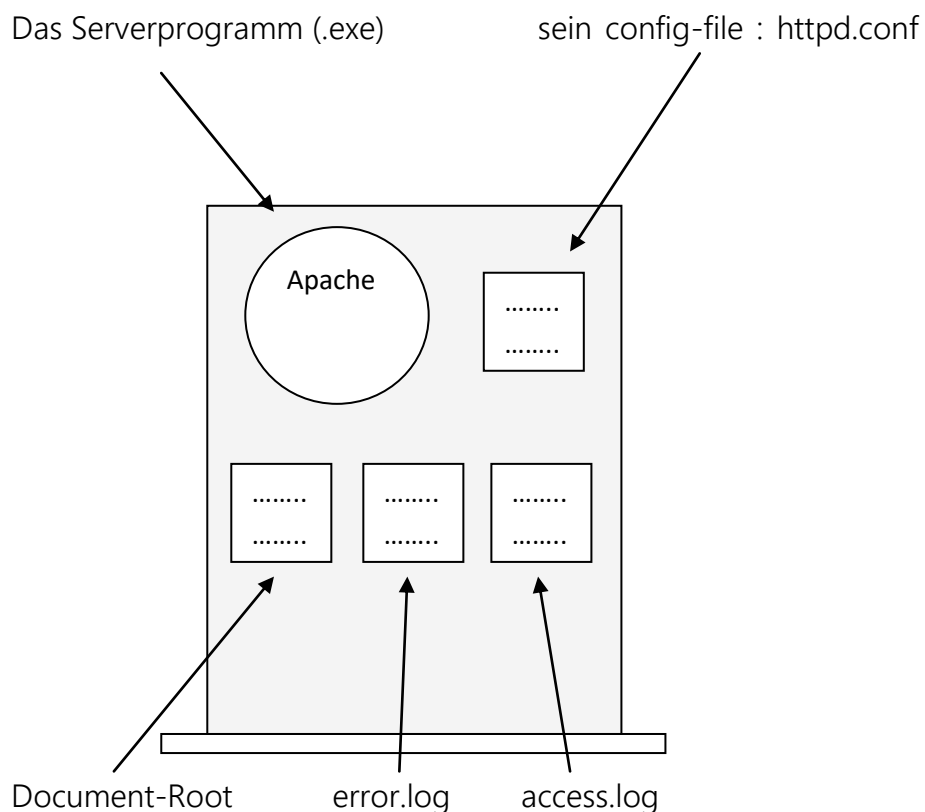 Das Serverprogramm (.exe) sein config-file : httpd.conf
Apache
........
........
........ ........ ........
........ ........ ........
Document-Root error.log access.log